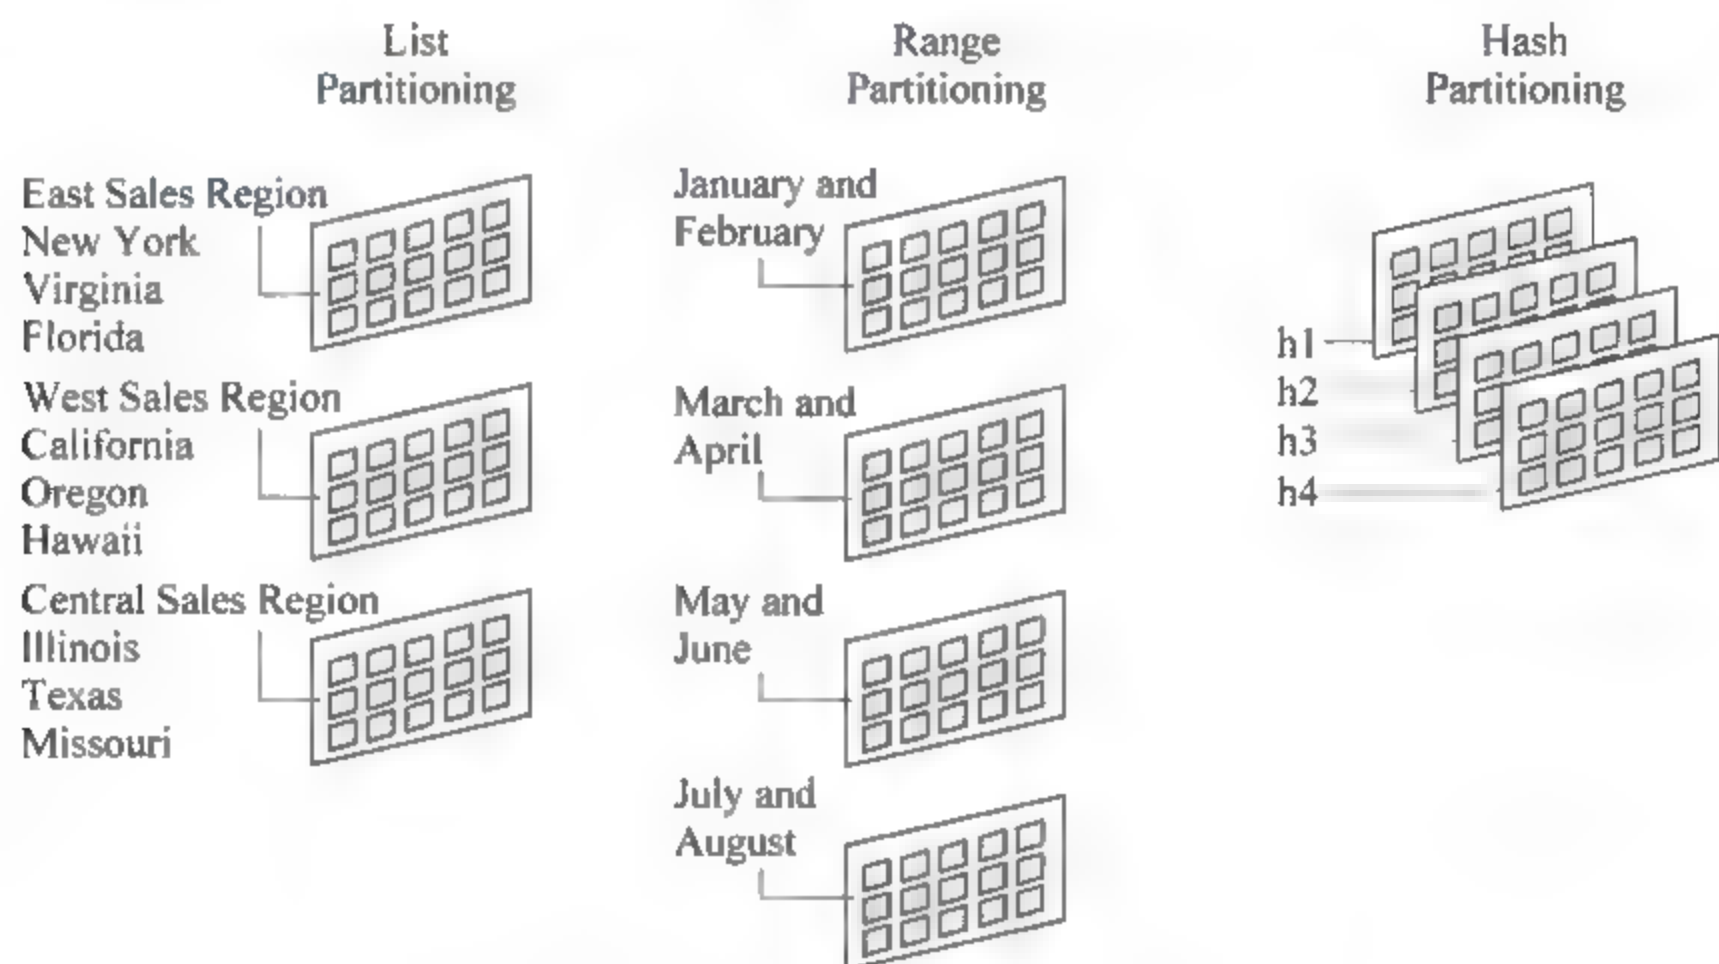 List
Partitioning
Range
Partitioning
Hash
Partitioning
East Sales Region
New York
Virginia
Florida
West Sales Region
California
Oregon
Hawaii
Central Sales Region
Illinois
Texas
Missouri
January and
February
March and
April
May and
June
July and
August
h1
h2
h3
h4